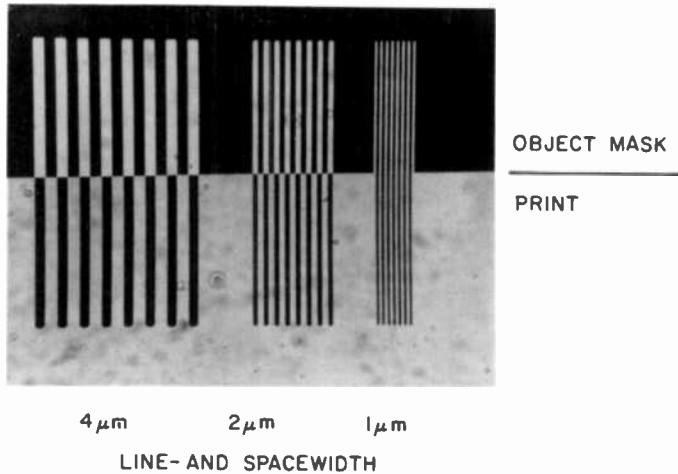 OBJECT MASK
PRINT
4μm 2μm 1μm
LINE- AND SPACEWIDTH